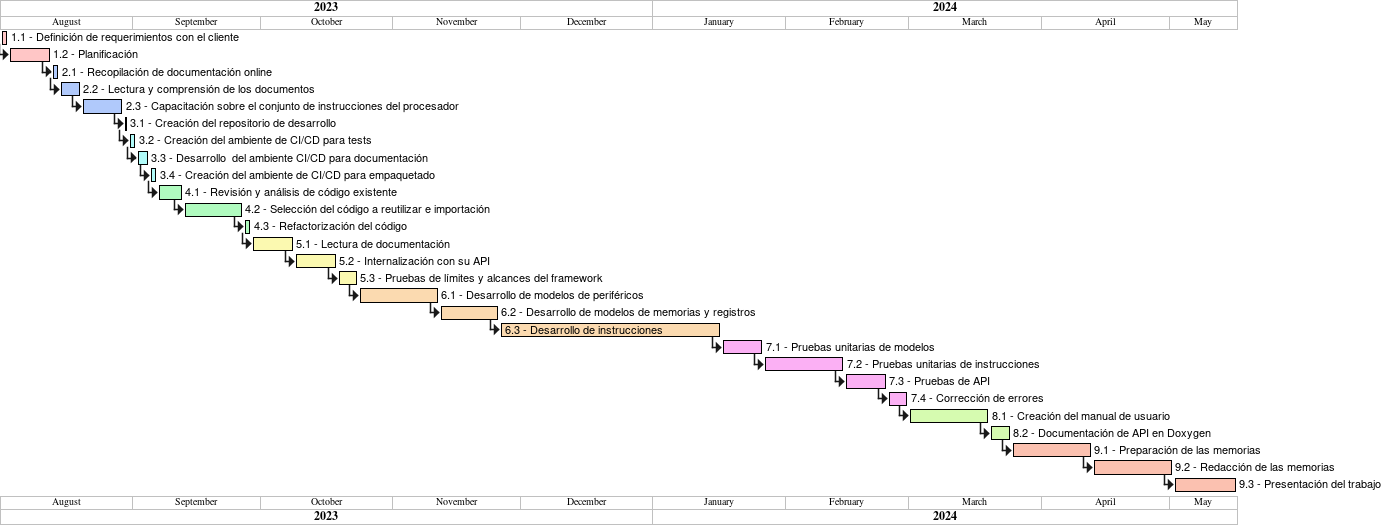 2023 2024
August September October November December January February March April May
1.1 - Definición de requerimientos con el cliente
1.2 - Planificación
2.1 - Recopilación de documentación online
2.2 - Lectura y comprensión de los documentos
2.3 - Capacitación sobre el conjunto de instrucciones del procesador
3.1 - Creación del repositorio de desarrollo
3.2 - Creación del ambiente de CI/CD para tests
3.3 - Desarrollo  del ambiente CI/CD para documentación
3.4 - Creación del ambiente de CI/CD para empaquetado
4.1 - Revisión y análisis de código existente
4.2 - Selección del código a reutilizar e importación
4.3 - Refactorización del código
5.1 - Lectura de documentación
5.2 - Internalización con su API
5.3 - Pruebas de límites y alcances del framework
6.1 - Desarrollo de modelos de periféricos
6.2 - Desarrollo de modelos de memorias y registros
6.3 - Desarrollo de instrucciones
7.1 - Pruebas unitarias de modelos
7.2 - Pruebas unitarias de instrucciones
7.3 - Pruebas de API
7.4 - Corrección de errores
8.1 - Creación del manual de usuario
8.2 - Documentación de API en Doxygen
9.1 - Preparación de las memorias
9.2 - Redacción de las memorias
9.3 - Presentación del trabajo
August September October November December January February March April May
2023 2024